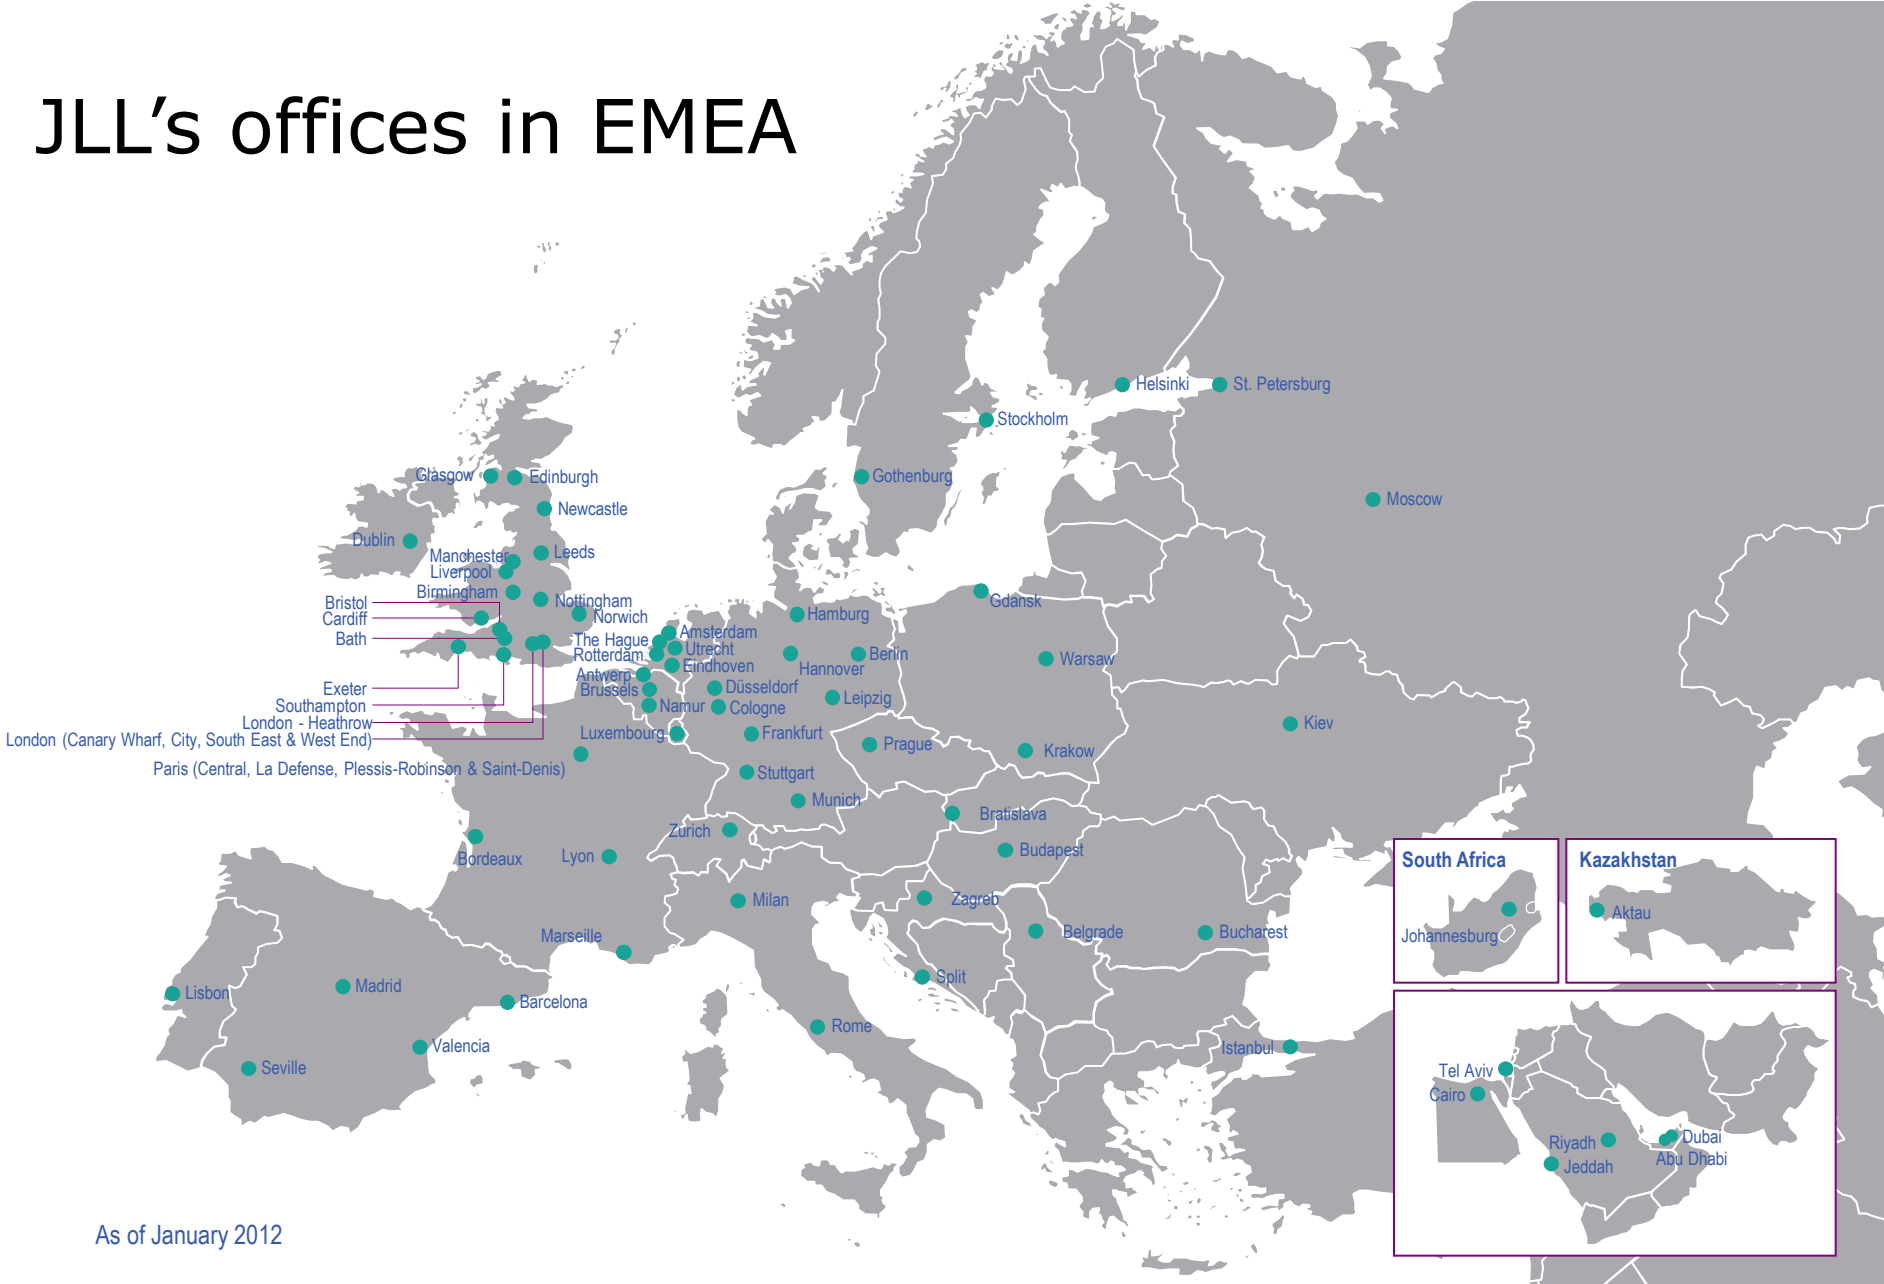 JLL’s offices in EMEA
Helsinki
St. Petersburg
Stockholm
Glasgow
Edinburgh
Gothenburg
Moscow
Newcastle
Dublin
Leeds
Manchester
Liverpool
Birmingham
Nottingham
Gdansk
Bristol
Cardiff
Norwich
Hamburg
Bath
The Hague
Amsterdam
Rotterdam
Utrecht
Berlin
Warsaw
Eindhoven
Hannover
Antwerp
Brussels
Düsseldorf
Exeter
Southampton
Namur
Cologne
Leipzig
London - Heathrow
Kiev
London (Canary Wharf, City, South East & West End)
Luxembourg
Frankfurt
Prague
Krakow
Paris (Central, La Defense, Plessis-Robinson & Saint-Denis)
Stuttgart
Munich
Bratislava
Zurich
Bordeaux
Lyon
Budapest
South Africa
Kazakhstan
Milan
Zagreb
Aktau
Marseille
Belgrade
Bucharest
Johannesburg
Split
Lisbon
Madrid
Barcelona
Rome
Valencia
Istanbul
Seville
Tel Aviv
Cairo
Riyadh
Dubai
Jeddah
Abu Dhabi
As of January 2012